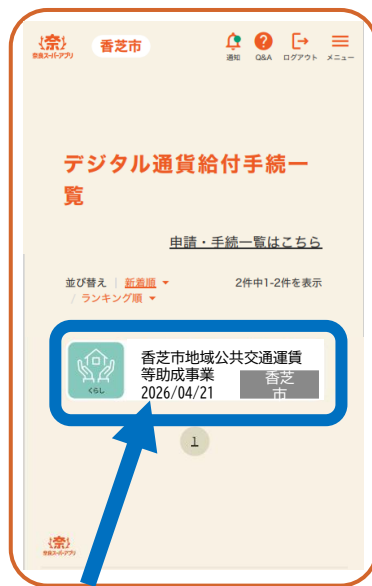 奈
奈良スーパーアプリ
香芝市
通知
Q&A
ログアウト
メニュー
デジタル通貨給付手続一
覧
申請・手続一覧はこちら
並び替え | 新着順 ▼
/ ランキング順 ▼
2件中1-2件を表示
くらし
香芝市地域公共交通運賃
等助成事業
2026/04/21
香芝
市
1
奈
奈良スーパーアプリ